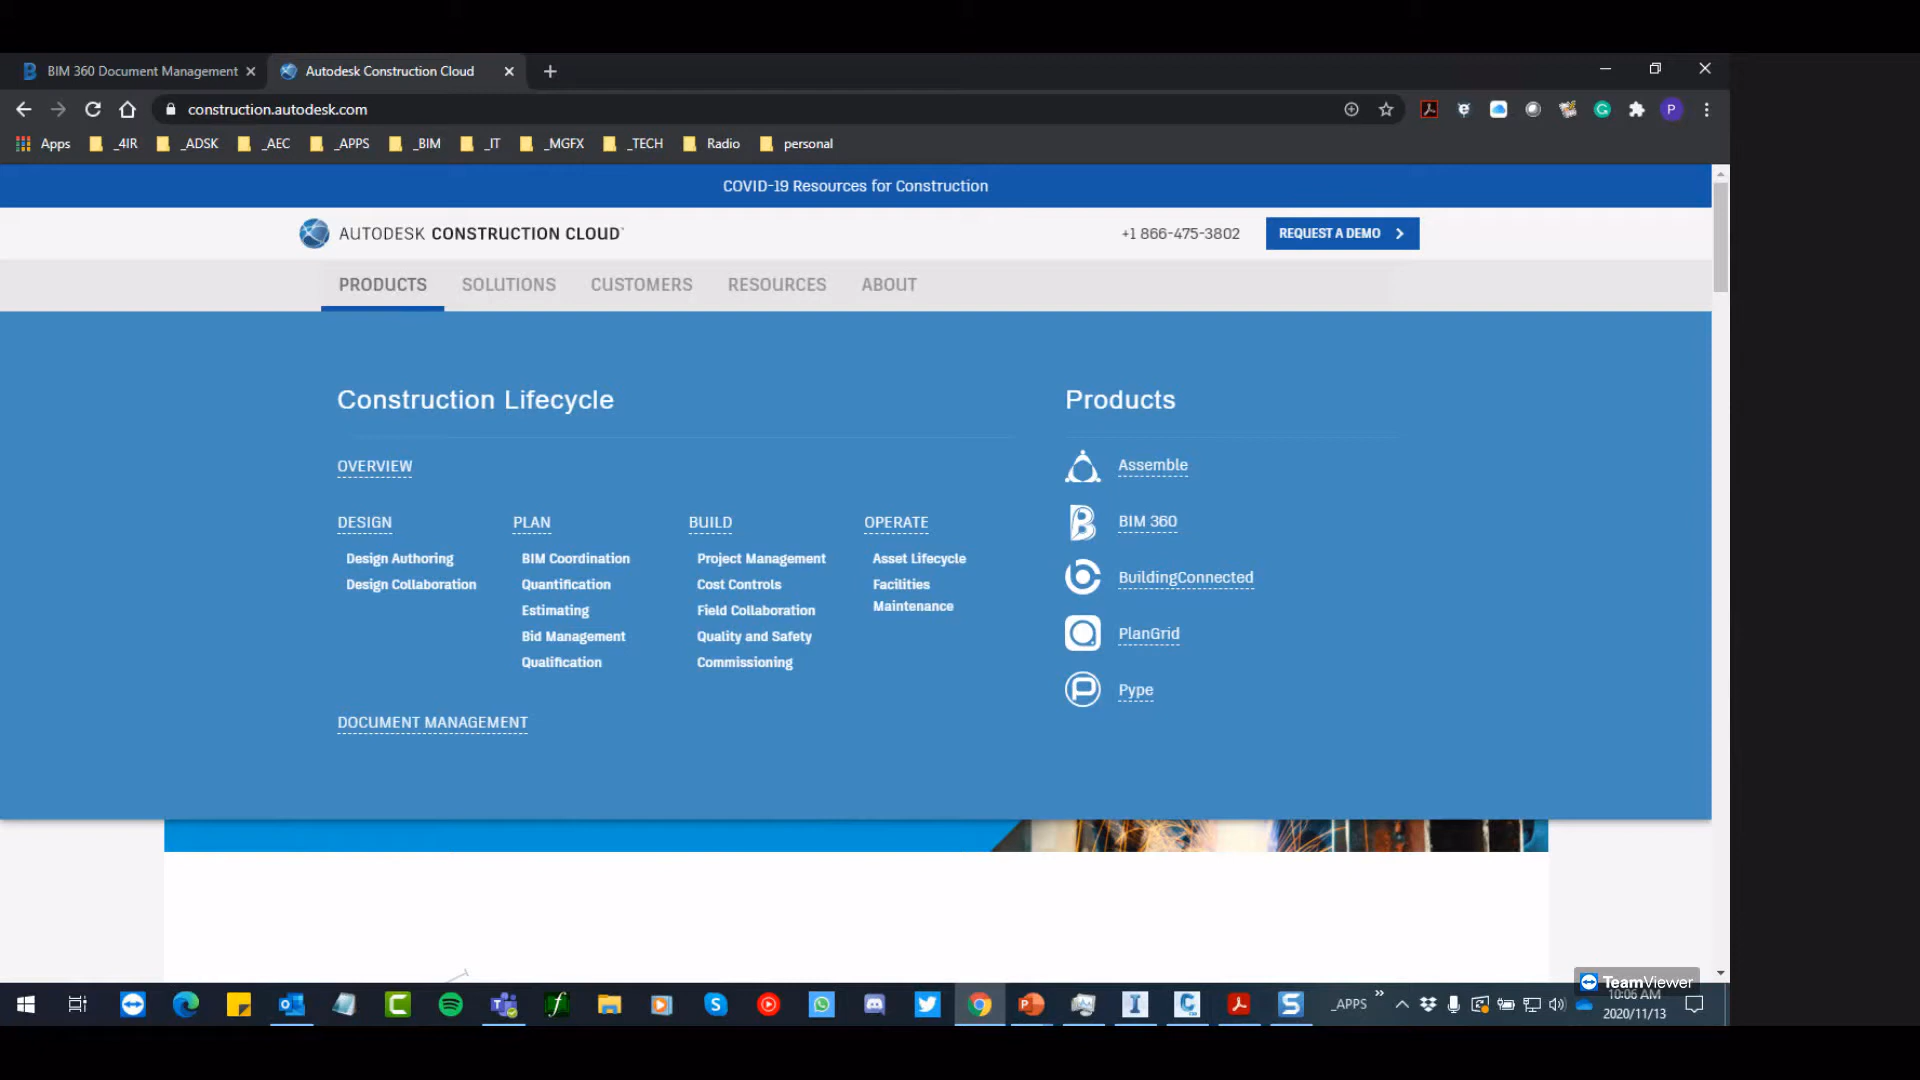 BIM 360 Document Management
Autodesk Construction Cloud
construction.autodesk.com
P
Apps
_4IR
_ADSK
_AEC
_APPS
_BIM
_IT
_MGFX
_TECH
Radio
personal
COVID-19 Resources for Construction
AUTODESK CONSTRUCTION CLOUD
+1 866-475-3802
REQUEST A DEMO
PRODUCTS
SOLUTIONS
CUSTOMERS
RESOURCES
ABOUT
Construction Lifecycle
OVERVIEW
DESIGN
Design Authoring
Design Collaboration
PLAN
BIM Coordination
Quantification
Estimating
Bid Management
Qualification
BUILD
Project Management
Cost Controls
Field Collaboration
Quality and Safety
Commissioning
OPERATE
Asset Lifecycle
Facilities
Maintenance
DOCUMENT MANAGEMENT
Products
Assemble
BIM 360
BuildingConnected
PlanGrid
Pype
TeamViewer
_APPS
10:06 AM
2020/11/13